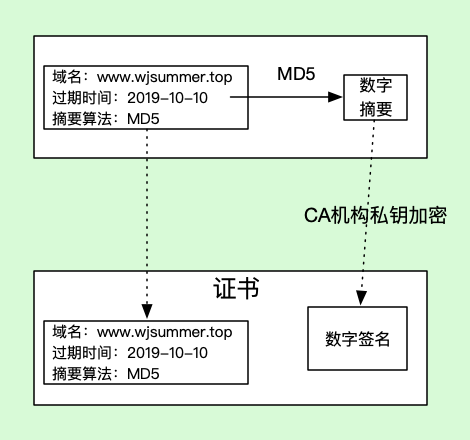 域名：www.wjsummer.top
过期时间：2019-10-10
摘要算法：MD5
MD5
数字
摘要
CA机构私钥加密
证书
域名：www.wjsummer.top
过期时间：2019-10-10
摘要算法：MD5
数字签名